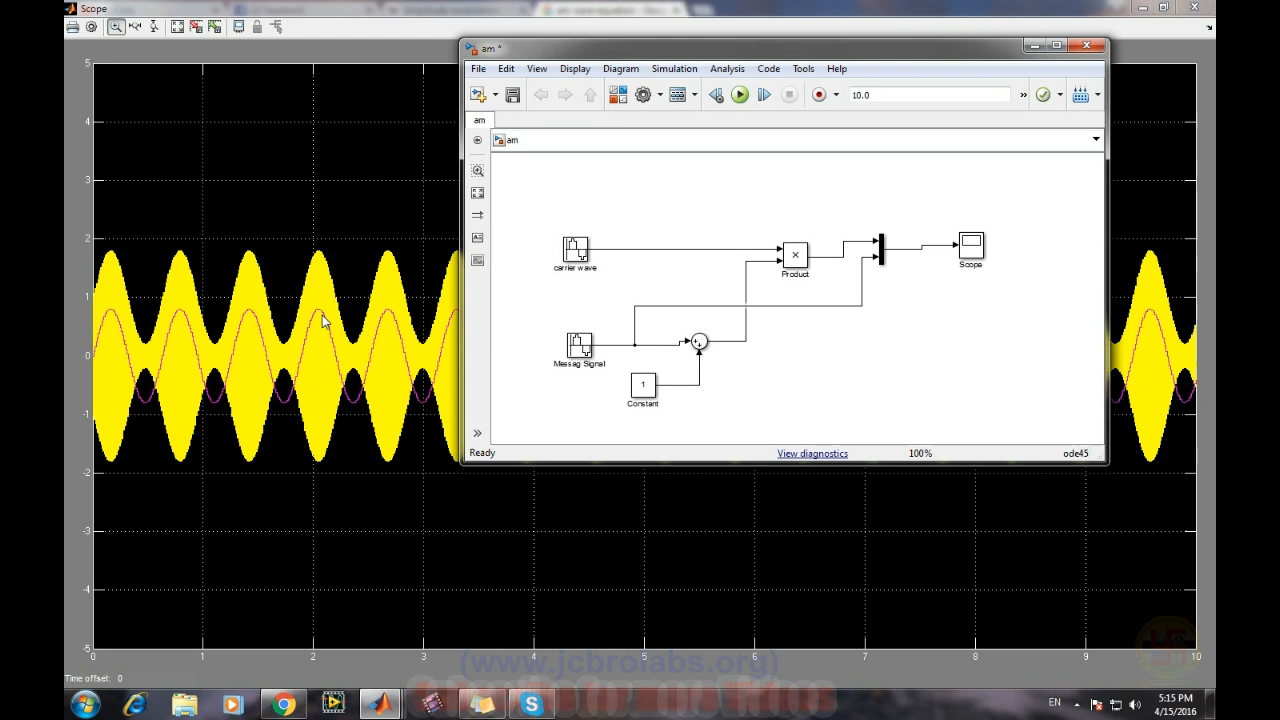 Scope
am *
File Edit View Display Diagram Simulation Analysis Code Tools Help
10.0
am
am
carrier wave
×
Product
Scope
Messag Signal
1
Constant
Ready
View diagnostics
100%
ode45
5
4
3
2
1
0
-1
-2
-3
-4
-5
0 1 2 3 4 5 6 7 8 9 10
Time offset: 0
(www.jcbrolabs.org)
EN
5:15 PM
4/15/2016